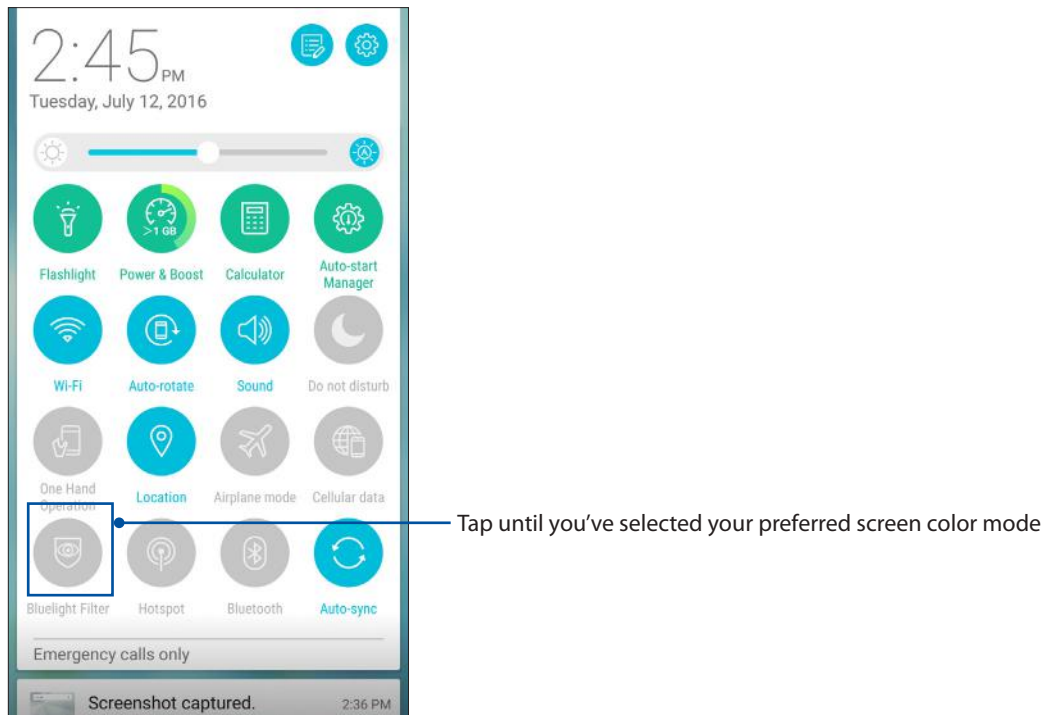 2:45 PM
Tuesday, July 12, 2016
A
>1 GB
Flashlight Power & Boost Calculator Auto-start
Manager
Wi-Fi Auto-rotate Sound Do not disturb
One Hand
Operation Location Airplane mode Cellular data
Tap until you've selected your preferred screen color mode
Bluelight Filter Hotspot Bluetooth Auto-sync
Emergency calls only
Screenshot captured. 2:36 PM